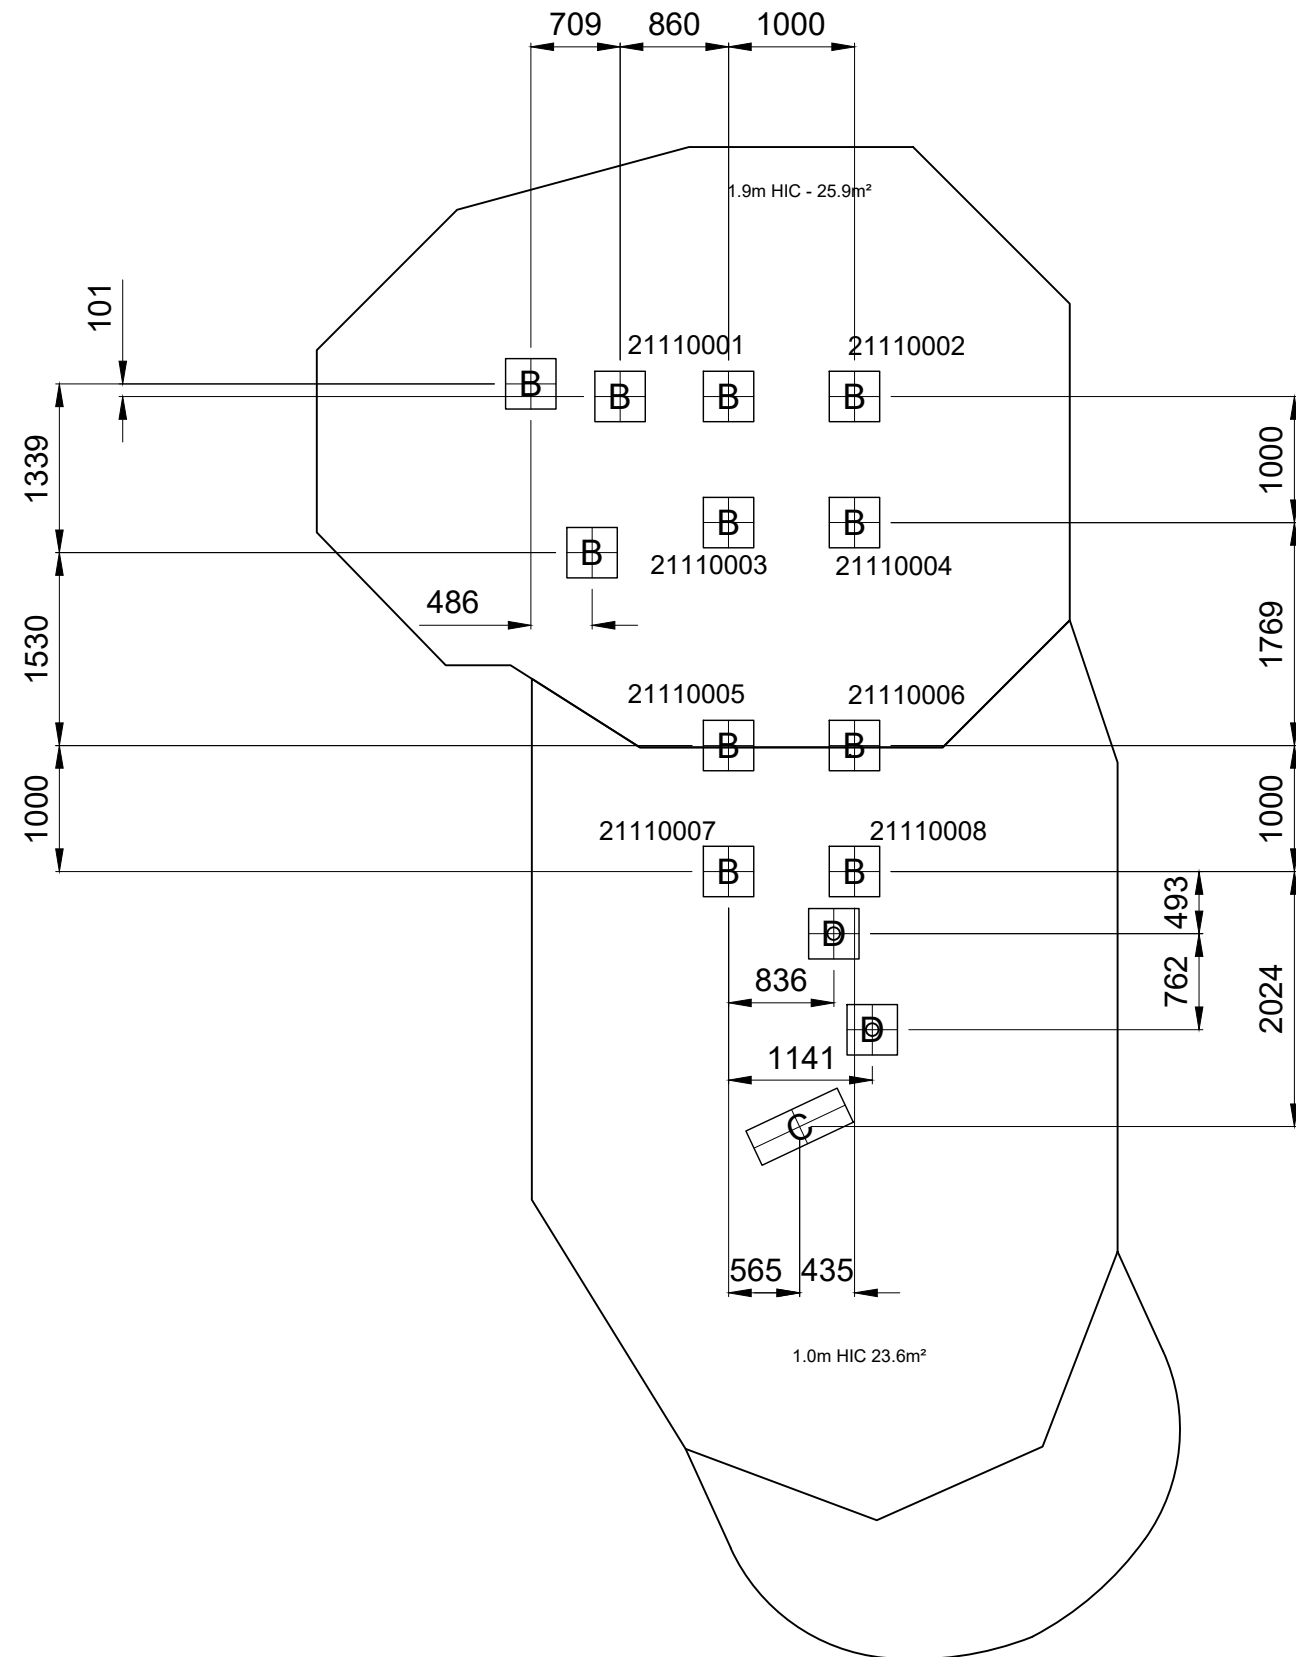 709 860 1000
1.9m HIC - 25.9m²
101
21110001 21110002
B B B B
1339 1000
B B
B
21110003 21110004
486
1530 1769
21110005 21110006
B B
1000 1000
21110007 21110008
B B
493
D
836 762 2024
D
1141
C
565 435
1.0m HIC 23.6m²